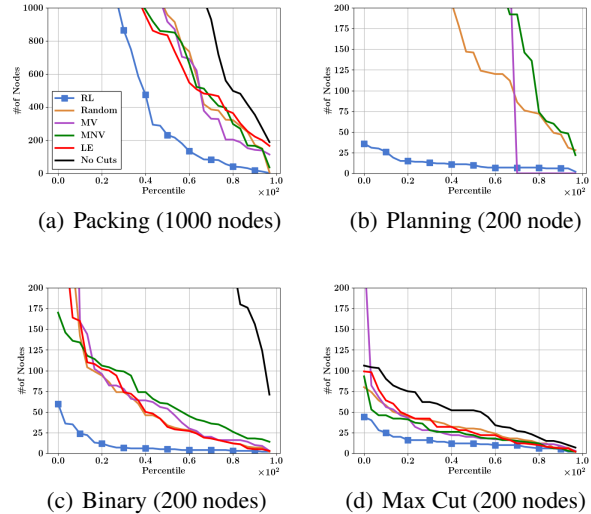 1000
800
600
400
200
0
#of Nodes
RL
Random
MV
MNV
LE
No Cuts
0.0 0.2 0.4 0.6 0.8 1.0
Percentile
×10²
(a) Packing (1000 nodes)
200
175
150
125
100
75
50
25
0
#of Nodes
0.0 0.2 0.4 0.6 0.8 1.0
Percentile
×10²
(b) Planning (200 node)
200
175
150
125
100
75
50
25
0
#of Nodes
0.0 0.2 0.4 0.6 0.8 1.0
Percentile
×10²
(c) Binary (200 nodes)
200
175
150
125
100
75
50
25
0
#of Nodes
0.0 0.2 0.4 0.6 0.8 1.0
Percentile
×10²
(d) Max Cut (200 nodes)